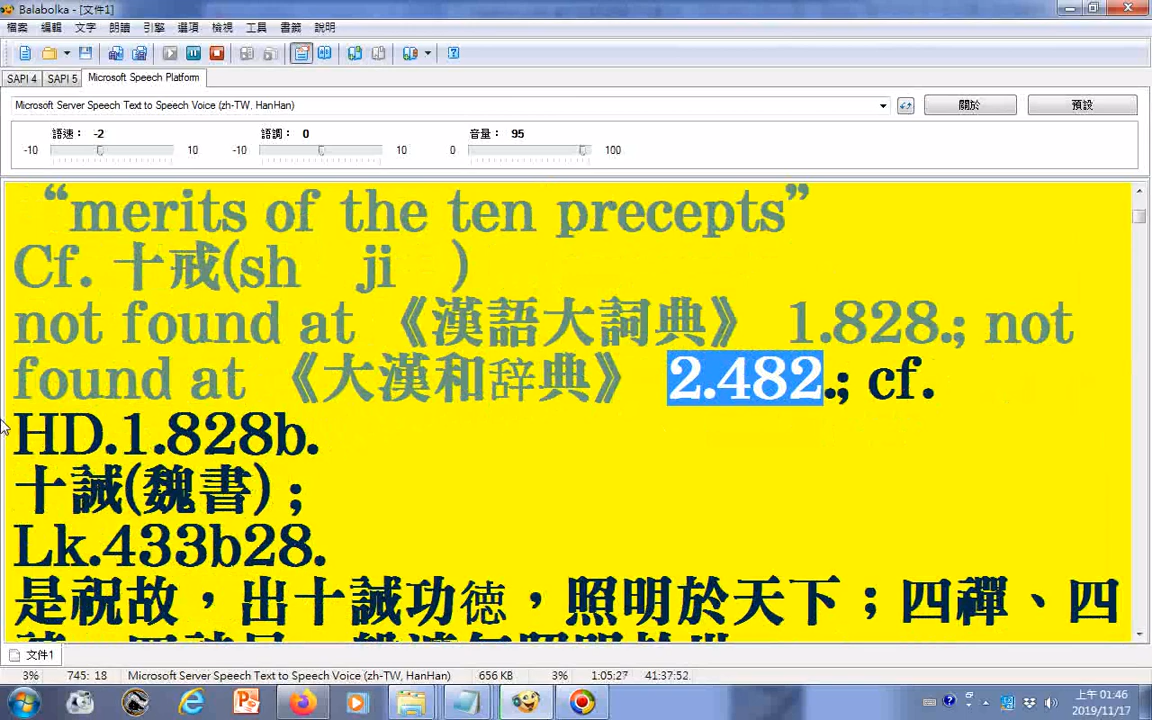 Balabolka - [文件1]
檔案 編輯 文字 朗讀 引擎 選項 檢視 工具 書籤 說明
SAPI 4 SAPI 5 Microsoft Speech Platform
Microsoft Server Speech Text to Speech Voice (zh-TW, HanHan) 關於 預設
語速： -2 語調： 0 音量： 95
-10 10 -10 10 0 100
“merits of the ten precepts”
Cf. 十戒(sh ji )
not found at 《漢語大詞典》 1.828.; not
found at 《大漢和辞典》 2.482.; cf.
HD.1.828b.
十誡(魏書)；
Lk.433b28.
是祝故，出十誡功徳，照明於天下；四禪、四
文件1
3% 745: 18 Microsoft Server Speech Text to Speech Voice (zh-TW, HanHan) 656 KB 3% 1:05:27 41:37:52.
上午 01:46
2019/11/17